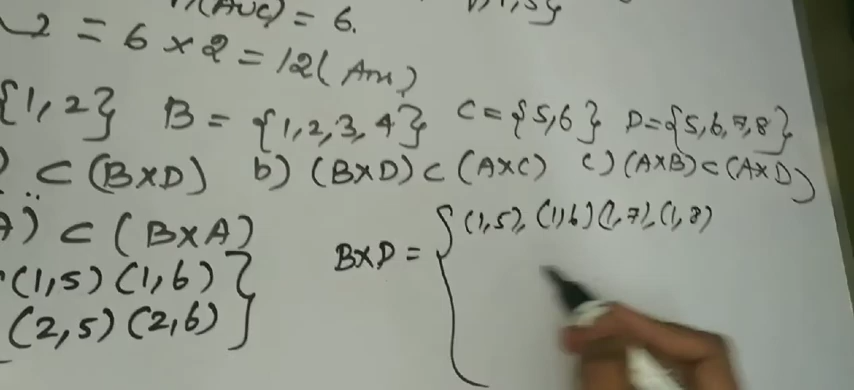 n(AUC) = 6.
2 = 6 × 2 = 12 (Ans)
{1,2} B = {1,2,3,4} C = {5,6} D = {5,6,7,8}
⊂ (B×D) b) (B×D) ⊂ (A×C) c) (A×B) ⊂ (A×D)
) ⊂ (B×A)
(1,5) (1,6) }
(2,5) (2,6)
B×D = { (1,5), (1,6) (1,7), (1,8)